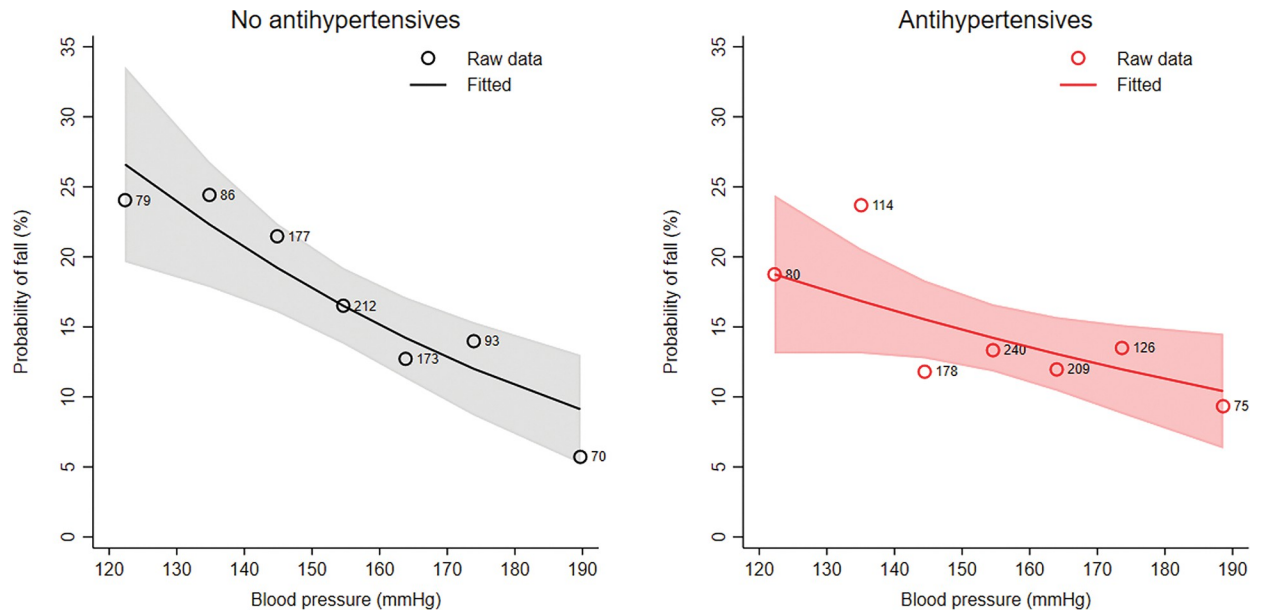 No antihypertensives
Raw data
Fitted
35
30
25
20
15
10
5
0
Probability of fall (%)
79
86
177
212
173
93
70
120 130 140 150 160 170 180 190
Blood pressure (mmHg)
Antihypertensives
Raw data
Fitted
35
30
25
20
15
10
5
0
Probability of fall (%)
80
114
178
240
209
126
75
120 130 140 150 160 170 180 190
Blood pressure (mmHg)